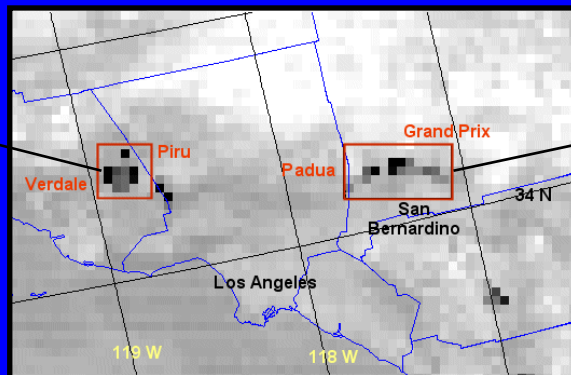 Grand Prix
Piru
Padua
Verdale
34 N
San
Bernardino
Los Angeles
119 W
118 W